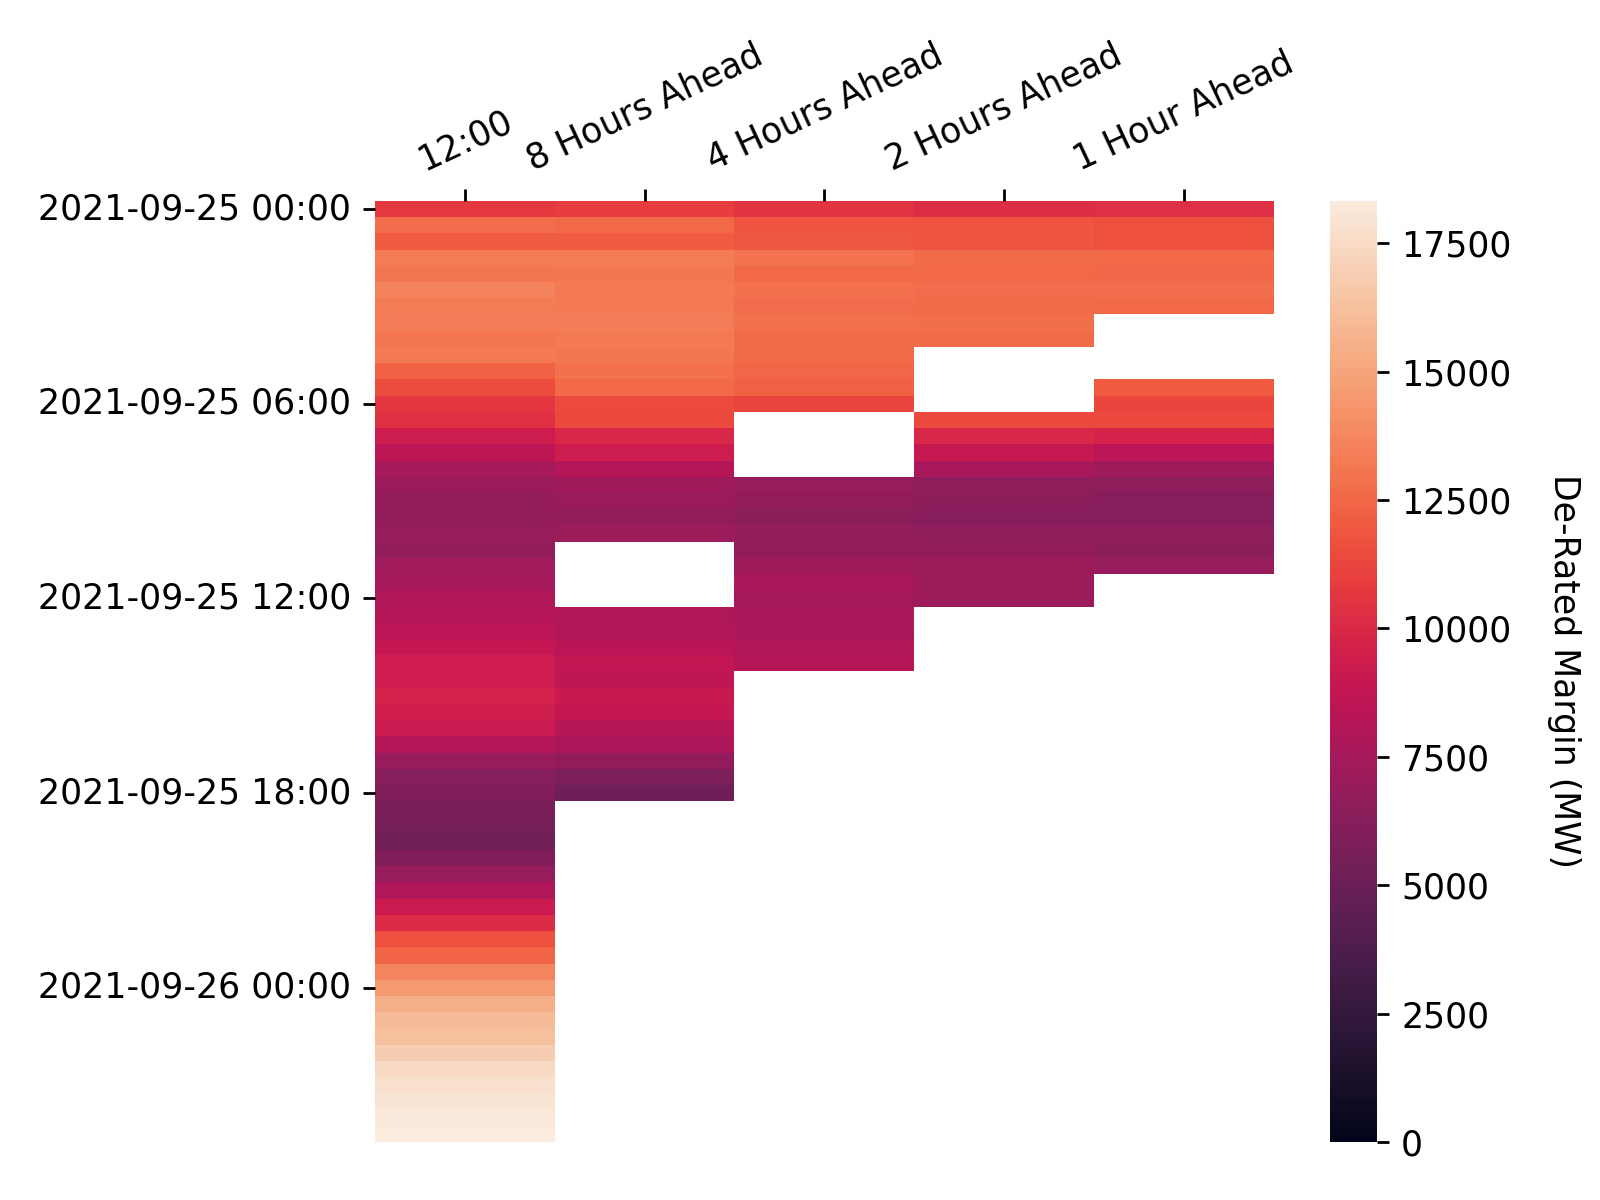 12:00
8 Hours Ahead
4 Hours Ahead
2 Hours Ahead
1 Hour Ahead
2021-09-25 00:00
2021-09-25 06:00
2021-09-25 12:00
2021-09-25 18:00
2021-09-26 00:00
17500
15000
12500
10000
7500
5000
2500
0
De-Rated Margin (MW)